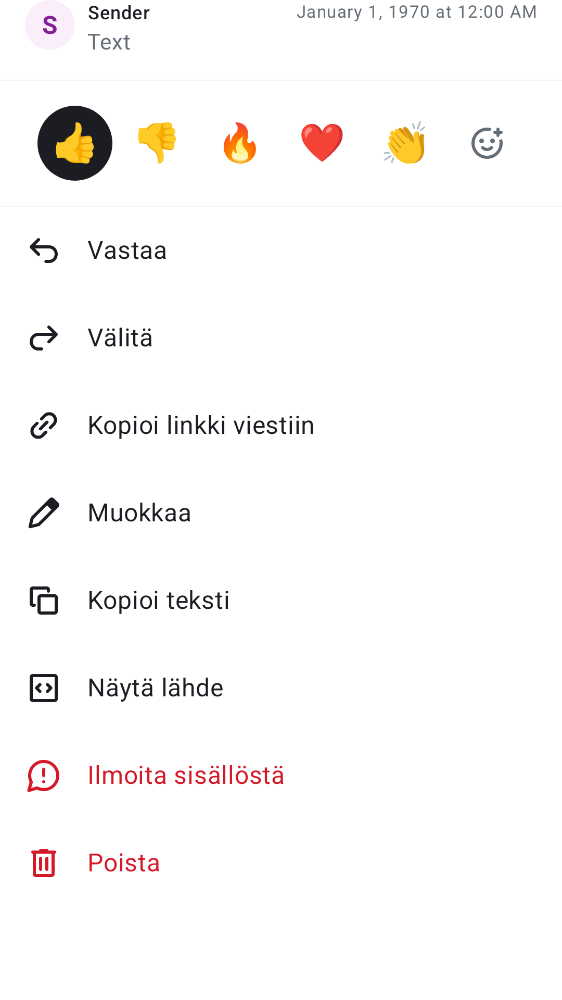 S
Sender
January 1, 1970 at 12:00 AM
Text
Vastaa
Välitä
Kopioi linkki viestiin
Muokkaa
Kopioi teksti
Näytä lähde
Ilmoita sisällöstä
Poista